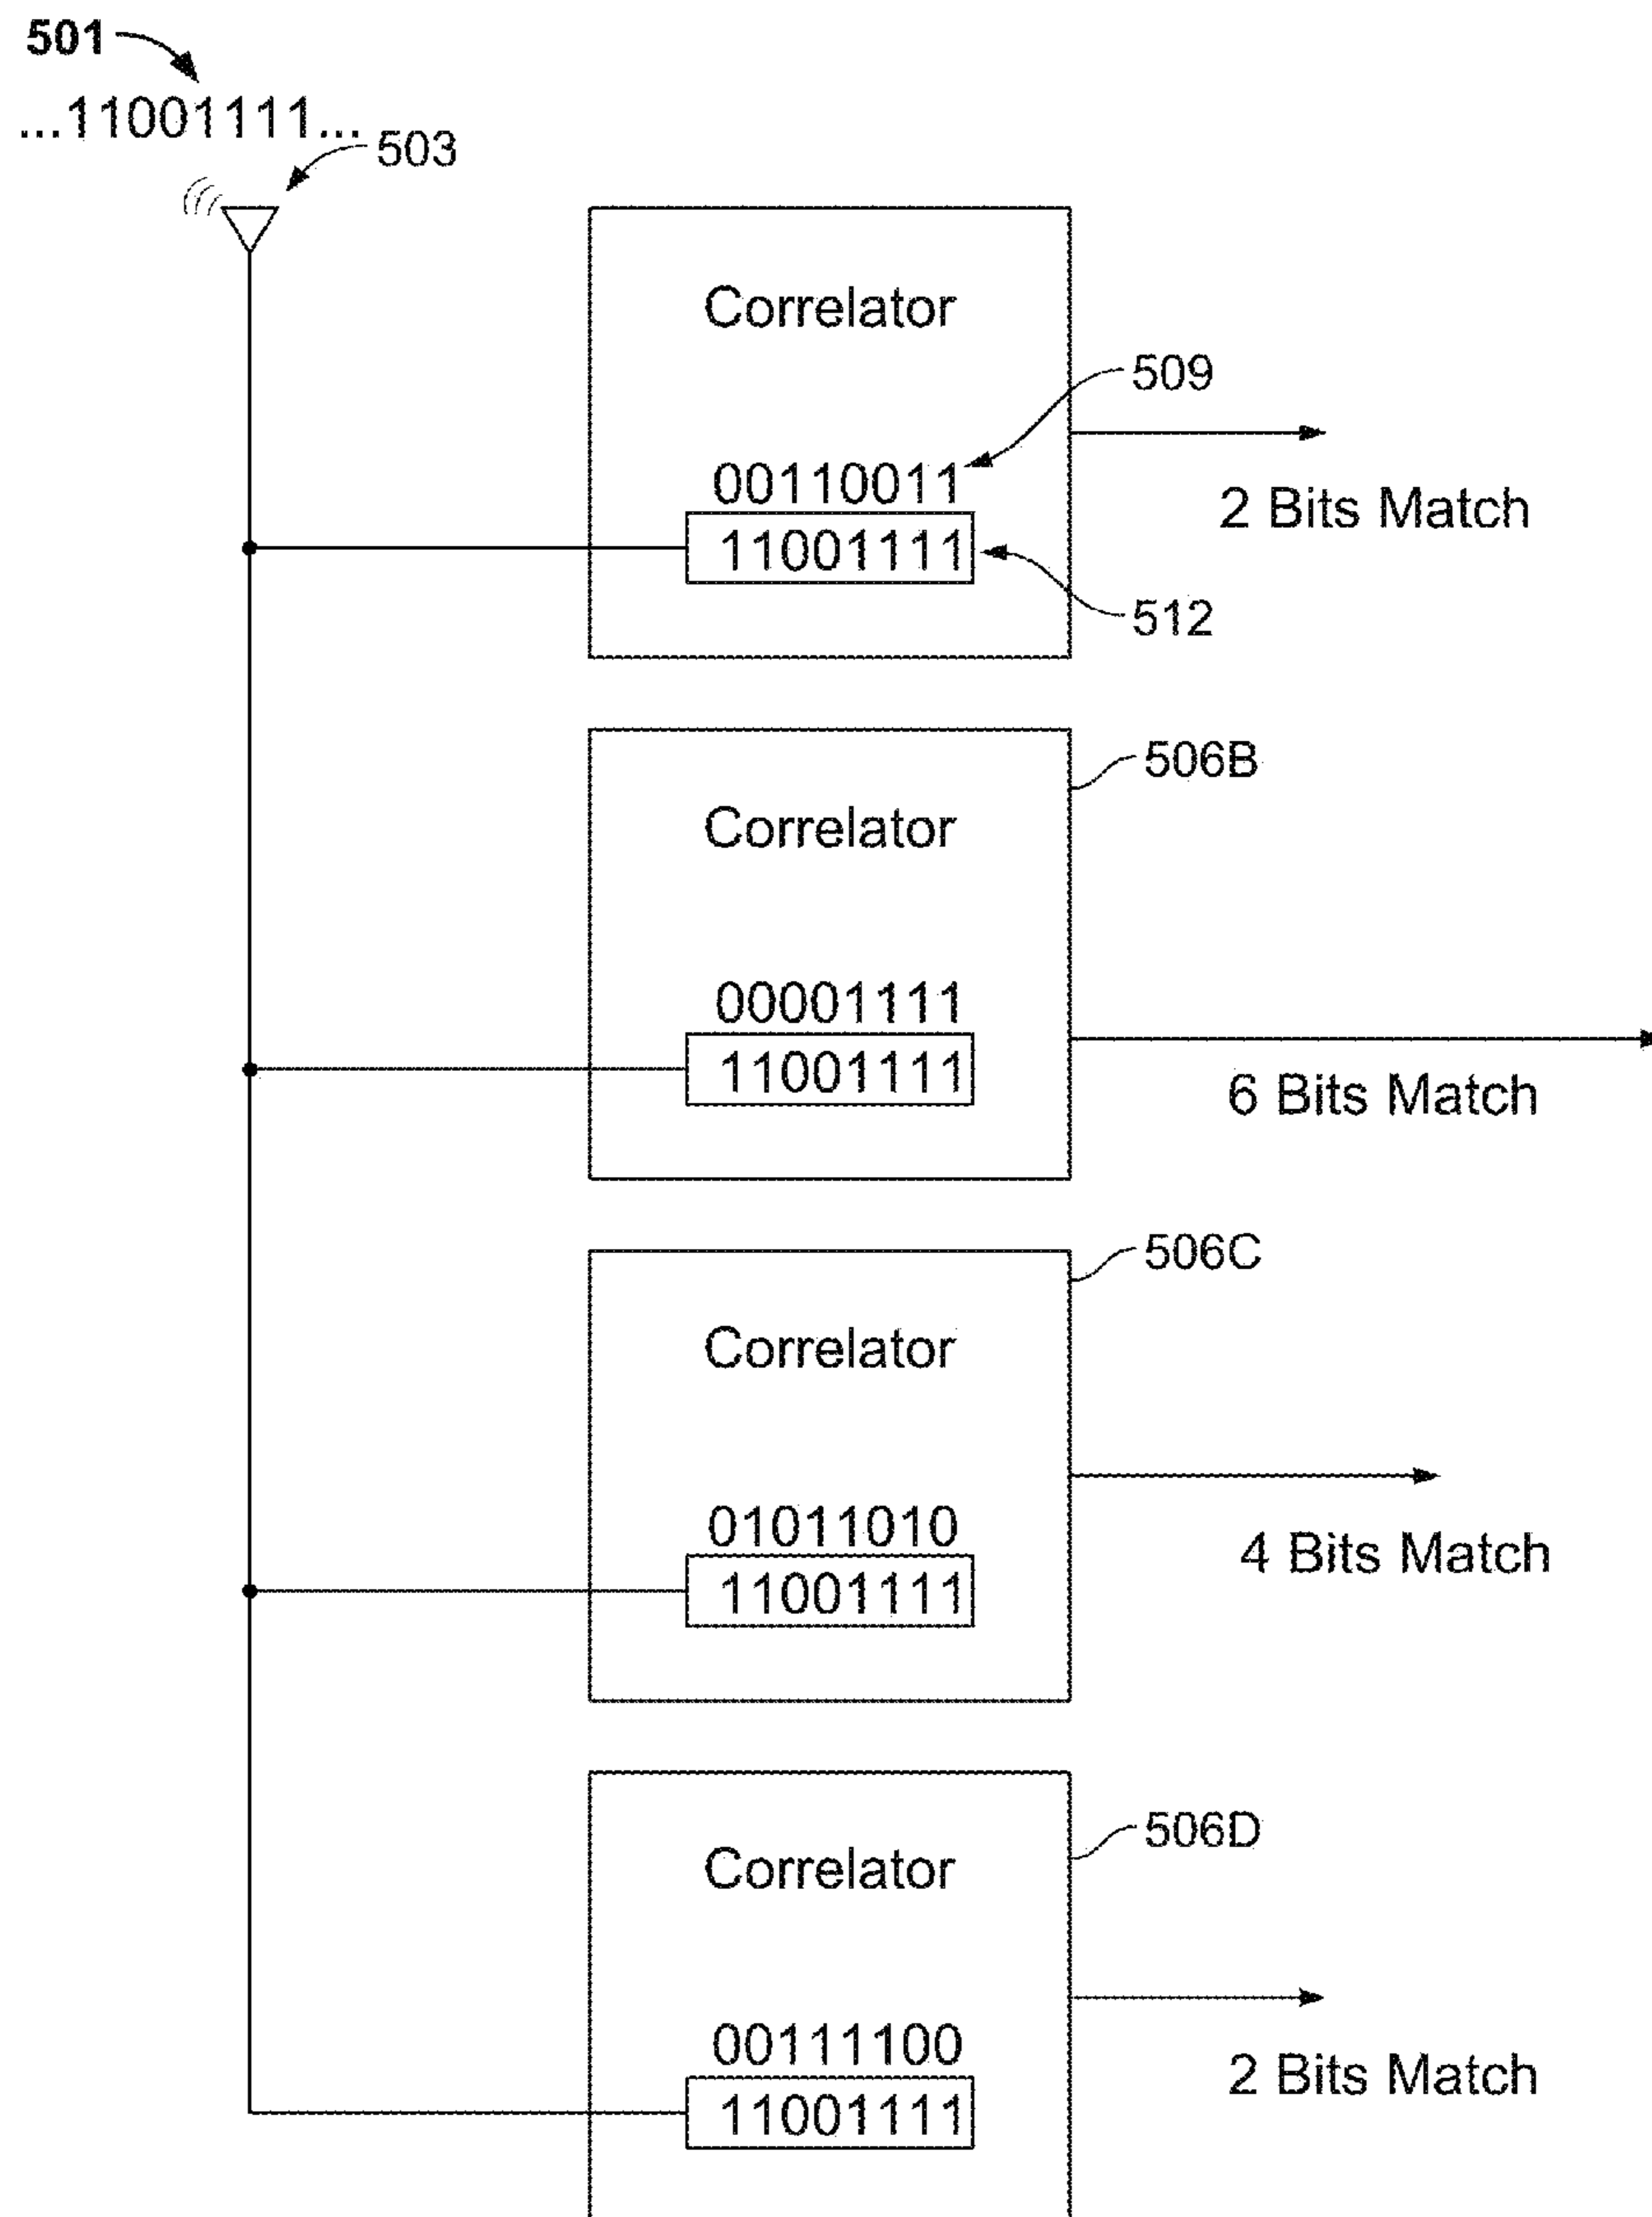 501
...11001111...
503
Correlator
509
00110011
2 Bits Match
11001111
512
506B
Correlator
00001111
11001111
6 Bits Match
506C
Correlator
01011010
4 Bits Match
11001111
506D
Correlator
00111100
2 Bits Match
11001111